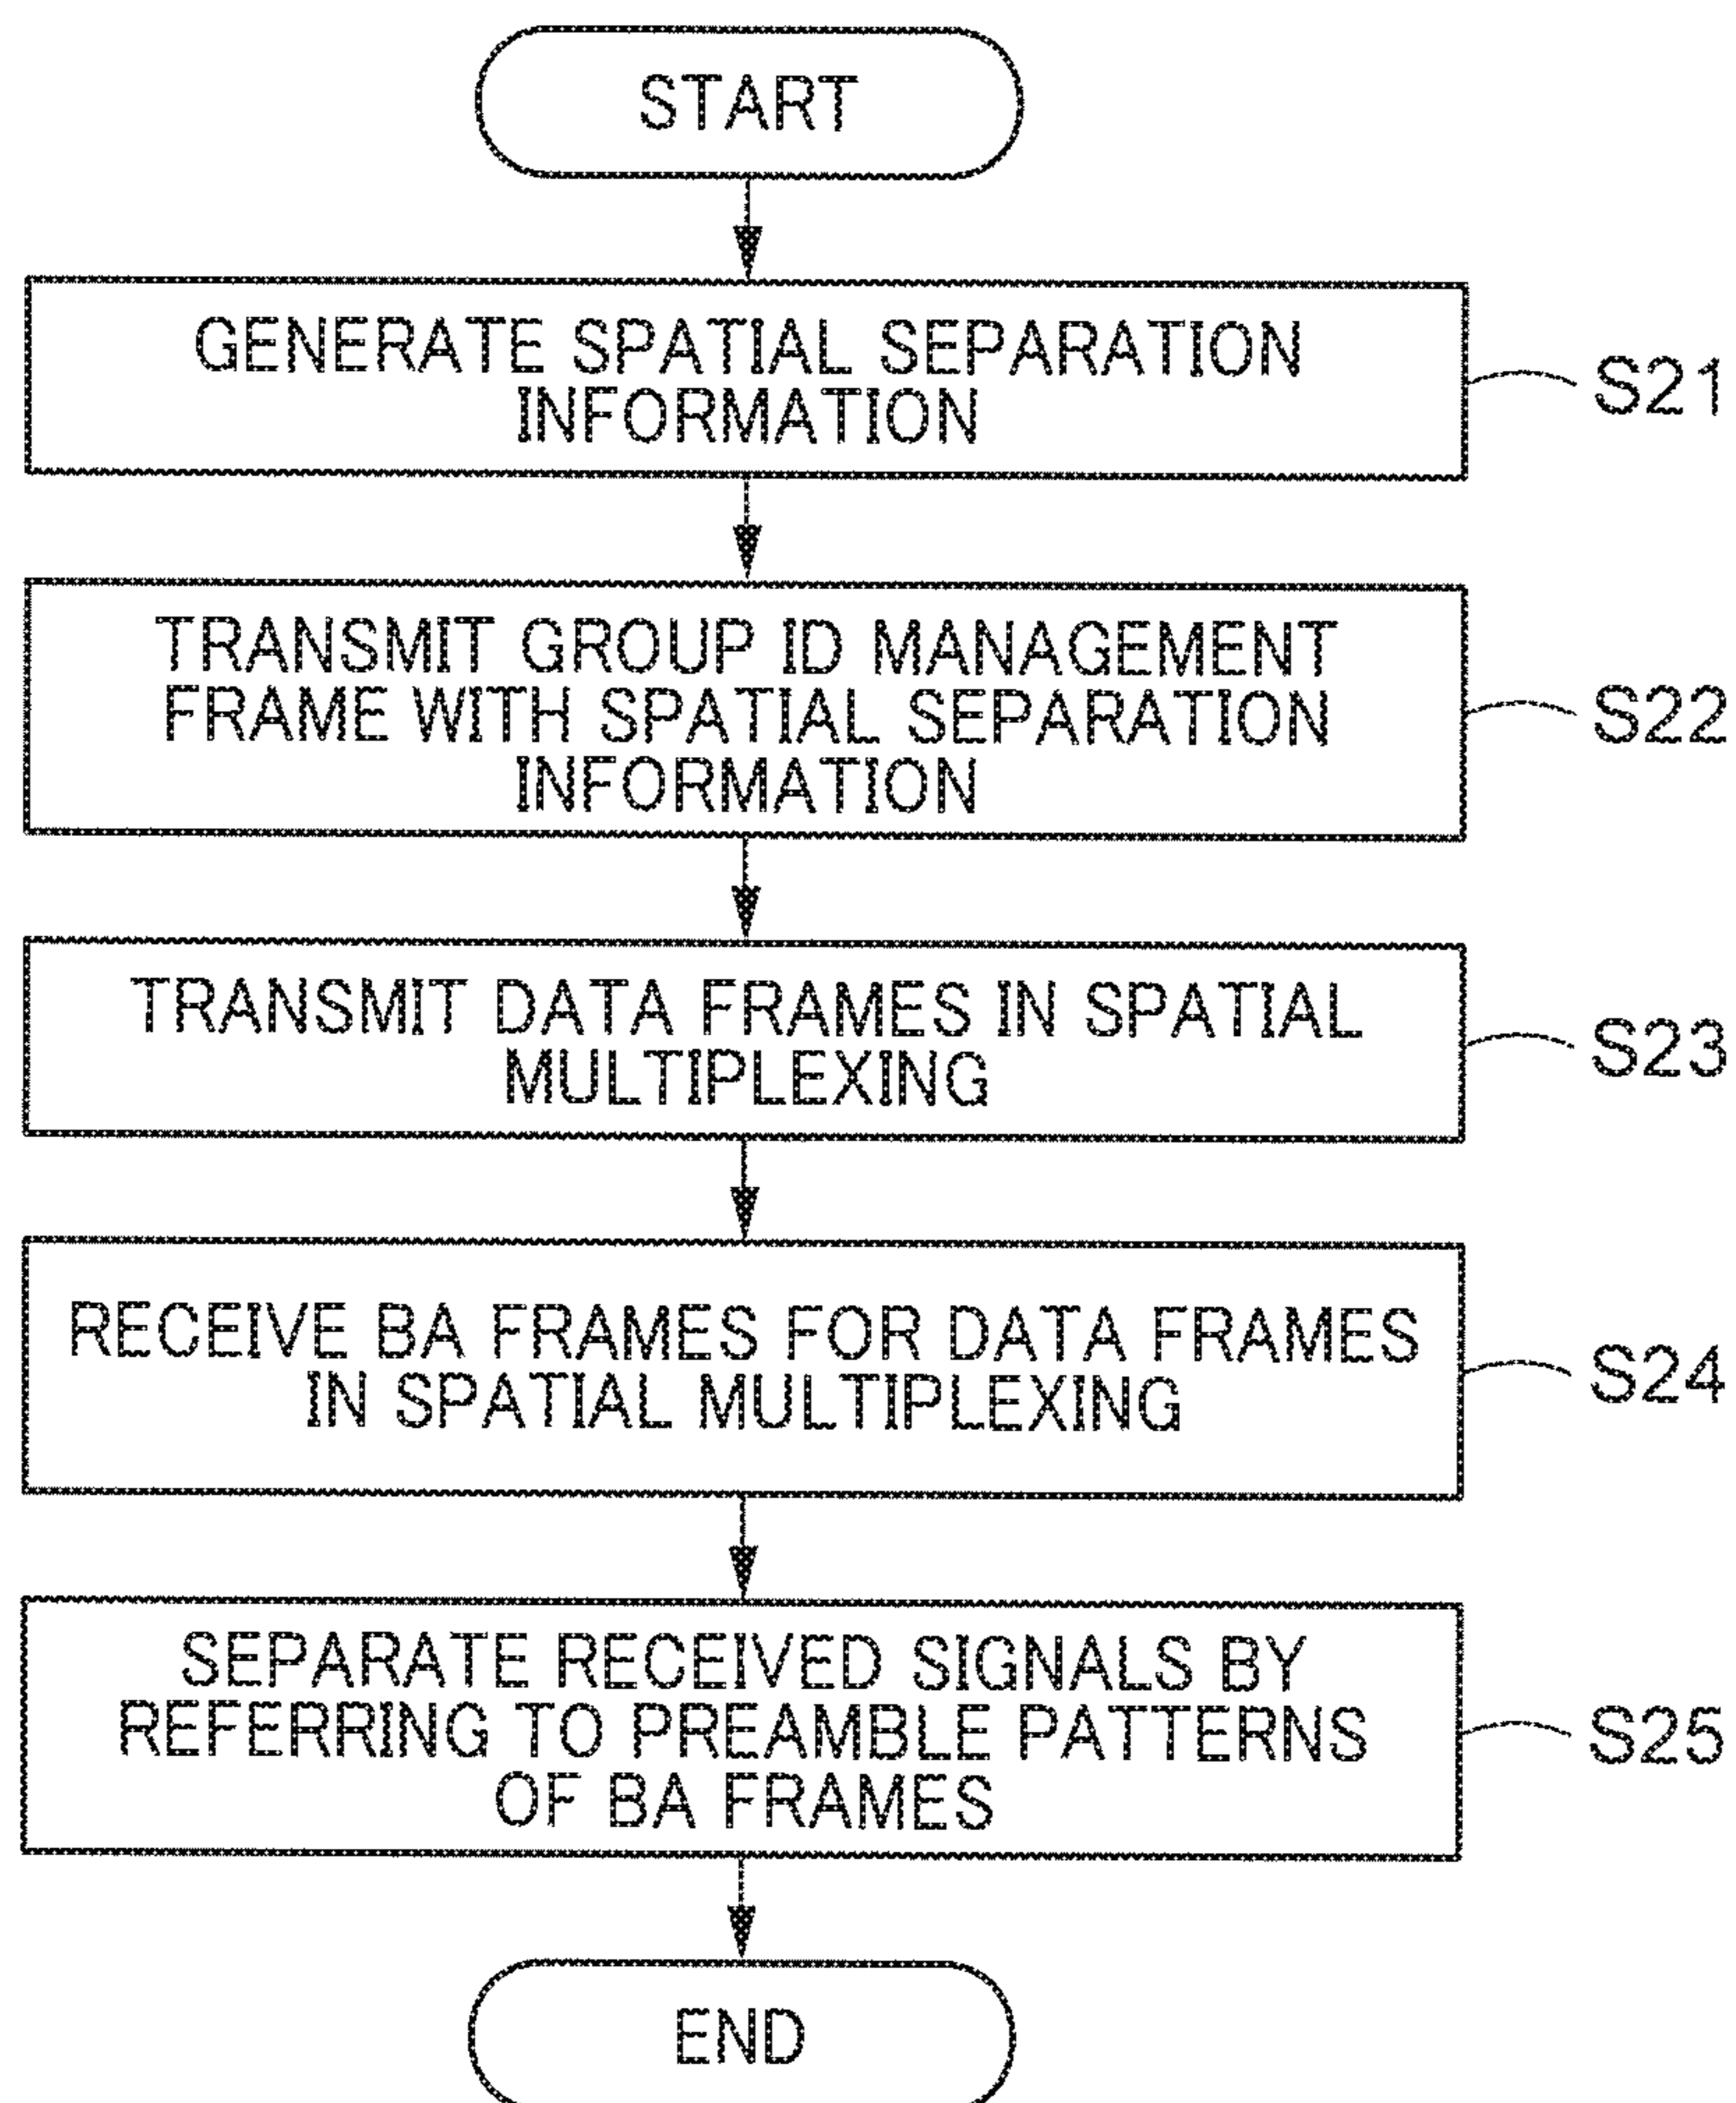 START
GENERATE SPATIAL SEPARATION
INFORMATION
S21
TRANSMIT GROUP ID MANAGEMENT
FRAME WITH SPATIAL SEPARATION
INFORMATION
S22
TRANSMIT DATA FRAMES IN SPATIAL
MULTIPLEXING
S23
RECEIVE BA FRAMES FOR DATA FRAMES
IN SPATIAL MULTIPLEXING
S24
SEPARATE RECEIVED SIGNALS BY
REFERRING TO PREAMBLE PATTERNS
OF BA FRAMES
S25
END